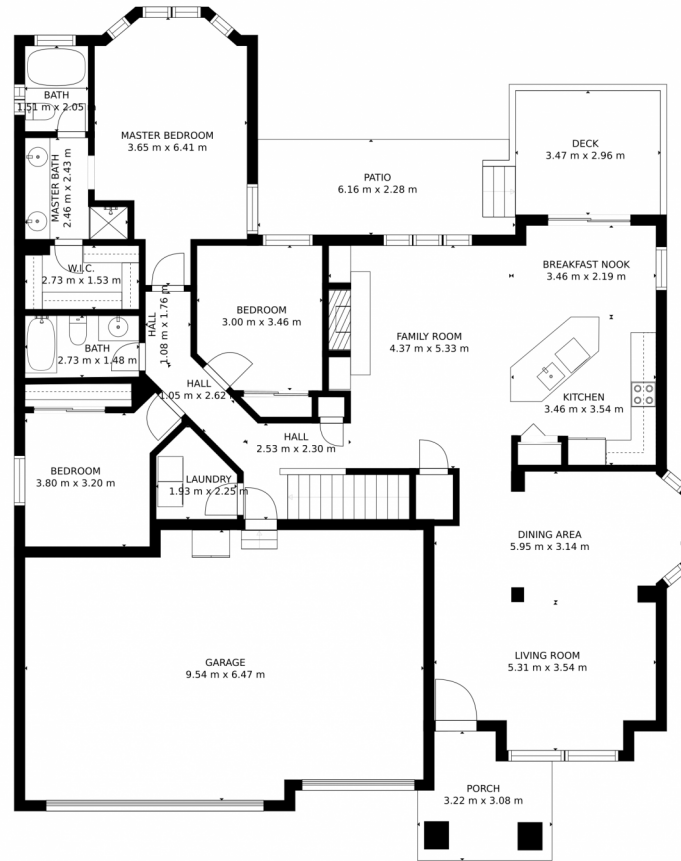 BATH
1.51 m x 2.05 m
MASTER BEDROOM
3.65 m x 6.41 m
DECK
3.47 m x 2.96 m
MASTER BATH
2.46 m x 2.43 m
PATIO
6.16 m x 2.28 m
W.I.C.
2.73 m x 1.53 m
BREAKFAST NOOK
3.46 m x 2.19 m
HALL
1.08 m x 1.76 m
BEDROOM
3.00 m x 3.46 m
FAMILY ROOM
4.37 m x 5.33 m
BATH
2.73 m x 1.48 m
HALL
1.05 m x 2.62
KITCHEN
3.46 m x 3.54 m
HALL
2.53 m x 2.30 m
BEDROOM
3.80 m x 3.20 m
LAUNDRY
1.93 m x 2.25 m
DINING AREA
5.95 m x 3.14 m
GARAGE
9.54 m x 6.47 m
LIVING ROOM
5.31 m x 3.54 m
PORCH
3.22 m x 3.08 m